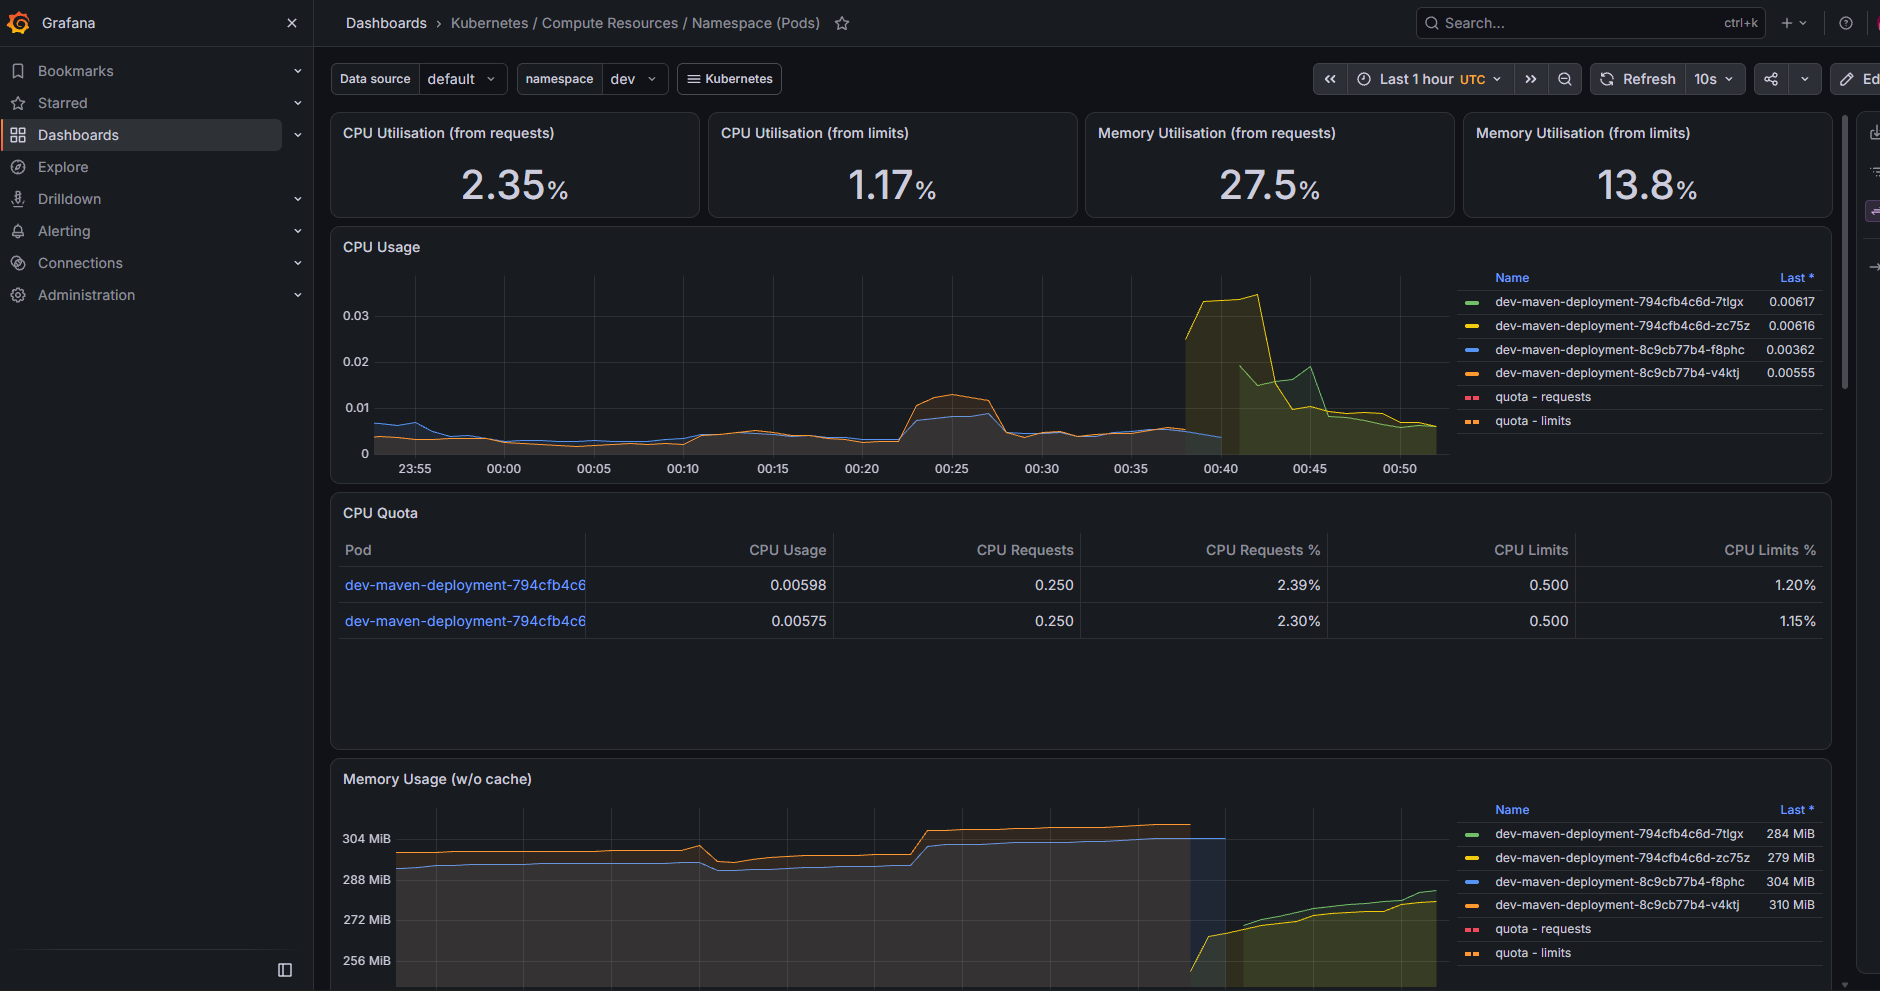 Grafana
Dashboards › Kubernetes / Compute Resources / Namespace (Pods)
Search...
ctrl+k
Bookmarks
Starred
Dashboards
Explore
Drilldown
Alerting
Connections
Administration
Data source default
namespace dev
Kubernetes
Last 1 hour UTC
Refresh 10s
Ed
CPU Utilisation (from requests)
2.35%
CPU Utilisation (from limits)
1.17%
Memory Utilisation (from requests)
27.5%
Memory Utilisation (from limits)
13.8%
CPU Usage
0.03
0.02
0.01
0
23:55 00:00 00:05 00:10 00:15 00:20 00:25 00:30 00:35 00:40 00:45 00:50
Name Last *
dev-maven-deployment-794cfb4c6d-7tlgx 0.00617
dev-maven-deployment-794cfb4c6d-zc75z 0.00616
dev-maven-deployment-8c9cb77b4-f8phc 0.00362
dev-maven-deployment-8c9cb77b4-v4ktj 0.00555
quota - requests
quota - limits
CPU Quota
Pod CPU Usage CPU Requests CPU Requests % CPU Limits CPU Limits %
dev-maven-deployment-794cfb4c6 0.00598 0.250 2.39% 0.500 1.20%
dev-maven-deployment-794cfb4c6 0.00575 0.250 2.30% 0.500 1.15%
Memory Usage (w/o cache)
304 MiB
288 MiB
272 MiB
256 MiB
Name Last *
dev-maven-deployment-794cfb4c6d-7tlgx 284 MiB
dev-maven-deployment-794cfb4c6d-zc75z 279 MiB
dev-maven-deployment-8c9cb77b4-f8phc 304 MiB
dev-maven-deployment-8c9cb77b4-v4ktj 310 MiB
quota - requests
quota - limits